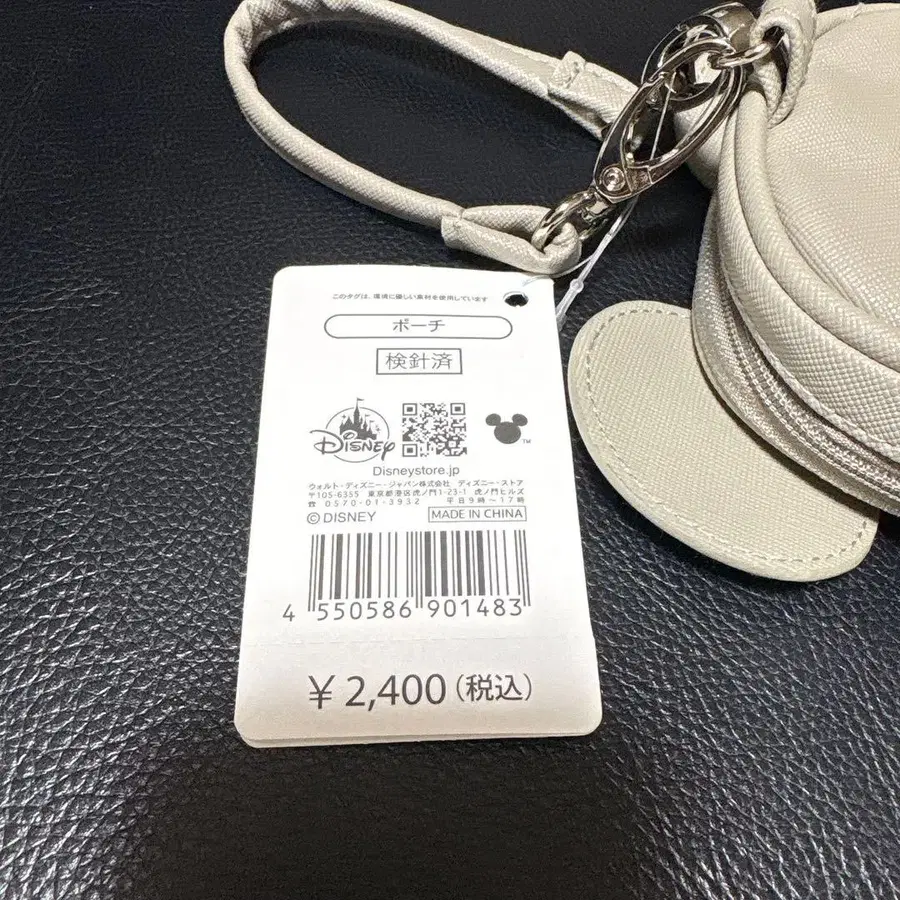 このタグは、環境に優しい素材を使用しています
ポーチ
検針済
Disney
TM
Disneystore.jp
ウォルト・ディズニー・ジャパン株式会社 ディズニー・ストア
〒105-6355 東京都港区虎ノ門1-23-1 虎ノ門ヒルズ
☎ 0570-01-3932 平日9時〜17時
©DISNEY MADE IN CHINA
4 550586 901483
¥2,400(税込)